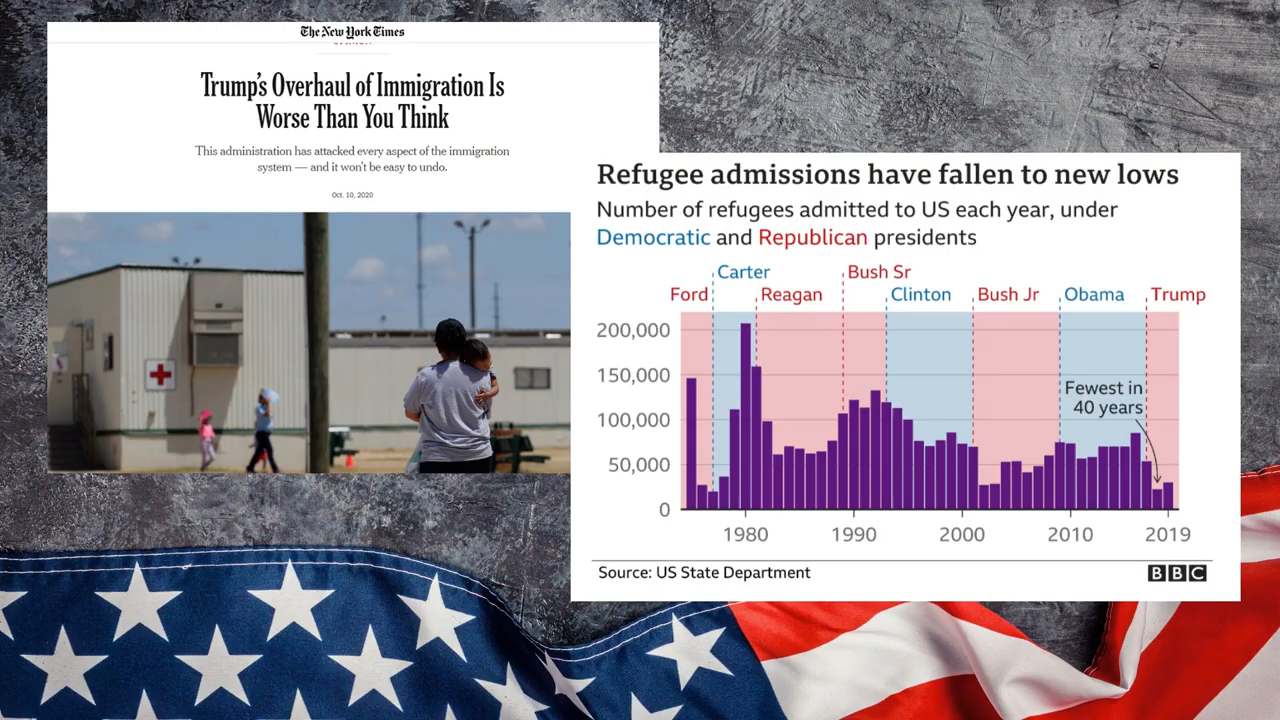 The New York Times
Trump's Overhaul of Immigration Is
Worse Than You Think
This administration has attacked every aspect of the immigration
system — and it won't be easy to undo.
Oct. 10, 2020
Refugee admissions have fallen to new lows
Number of refugees admitted to US each year, under
Democratic and Republican presidents
Carter
Bush Sr
Ford
Reagan
Clinton
Bush Jr
Obama
Trump
200,000
150,000
Fewest in
40 years
100,000
50,000
0
1980
1990
2000
2010
2019
Source: US State Department
BBC